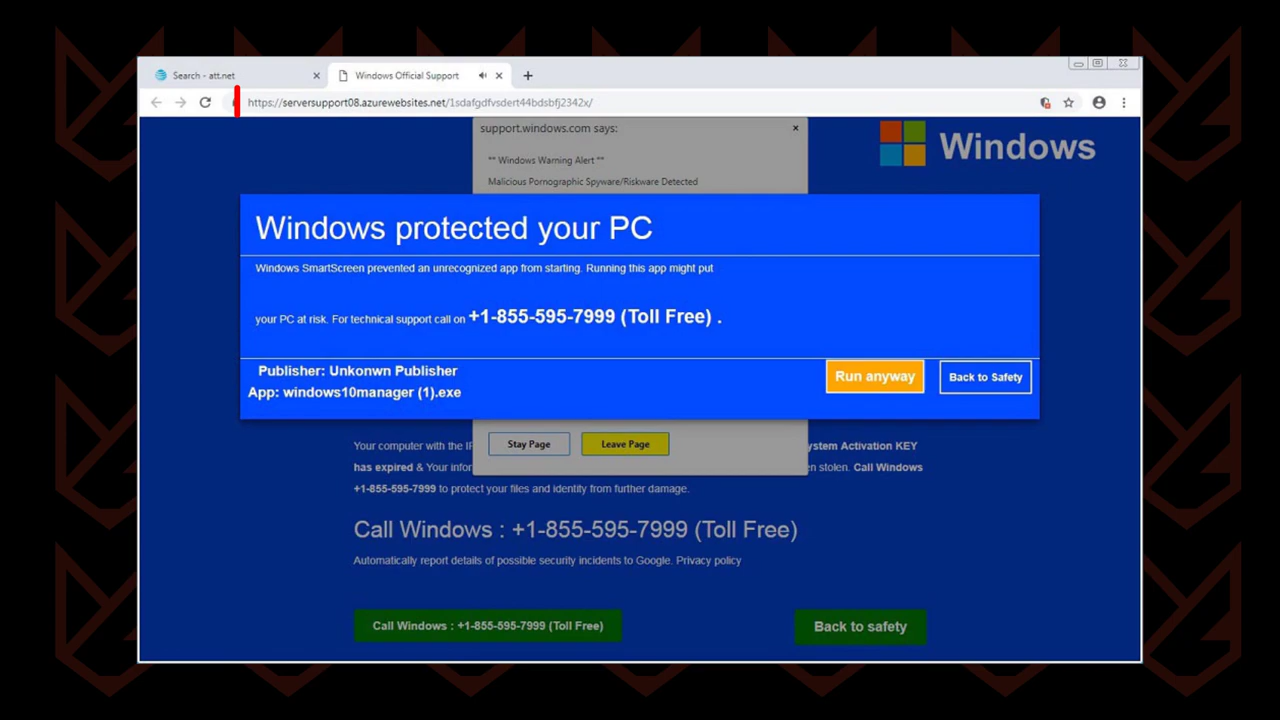 Search - att.net
Windows Official Support
https://serversupport08.azurewebsites.net/1sdafgdfvsdert44bdsbfj2342x/
support.windows.com says:
** Windows Warning Alert **
Malicious Pornographic Spyware/Riskware Detected
Windows
Windows protected your PC
Windows SmartScreen prevented an unrecognized app from starting. Running this app might put
your PC at risk. For technical support call on +1-855-595-7999 (Toll Free) .
Publisher: Unkonwn Publisher
App: windows10manager (1).exe
Run anyway
Back to Safety
Stay Page
Leave Page
Your computer with the
ystem Activation KEY
has expired & Your infor
n stolen. Call Windows
+1-855-595-7999 to protect your files and identity from further damage.
Call Windows : +1-855-595-7999 (Toll Free)
Automatically report details of possible security incidents to Google. Privacy policy
Call Windows : +1-855-595-7999 (Toll Free)
Back to safety